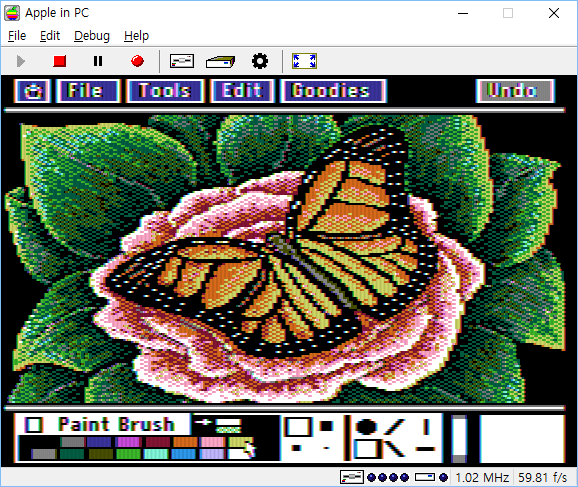 Apple in PC
File Edit Debug Help
File Tools Edit Goodies Undo
Paint Brush
1.02 MHz 59.81 f/s